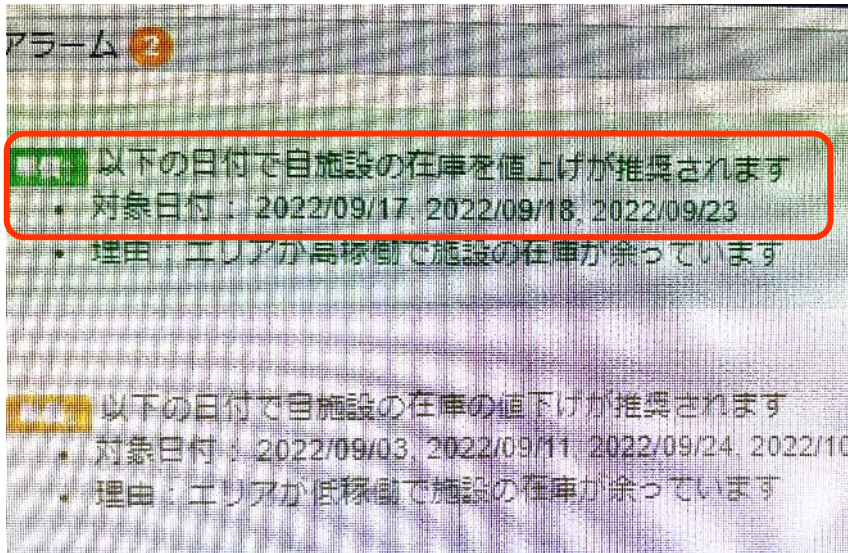 アラーム 2
以下の日付で自施設の在庫を値上げが推奨されます
・ 対象日付： 2022/09/17, 2022/09/18, 2022/09/23
・ 理由：エリアが高稼働で施設の在庫が余っています
以下の日付で自施設の在庫の値下げが推奨されます
・ 対象日付： 2022/09/03, 2022/09/11, 2022/09/24, 2022/10
・ 理由：エリアが低稼働で施設の在庫が余っています